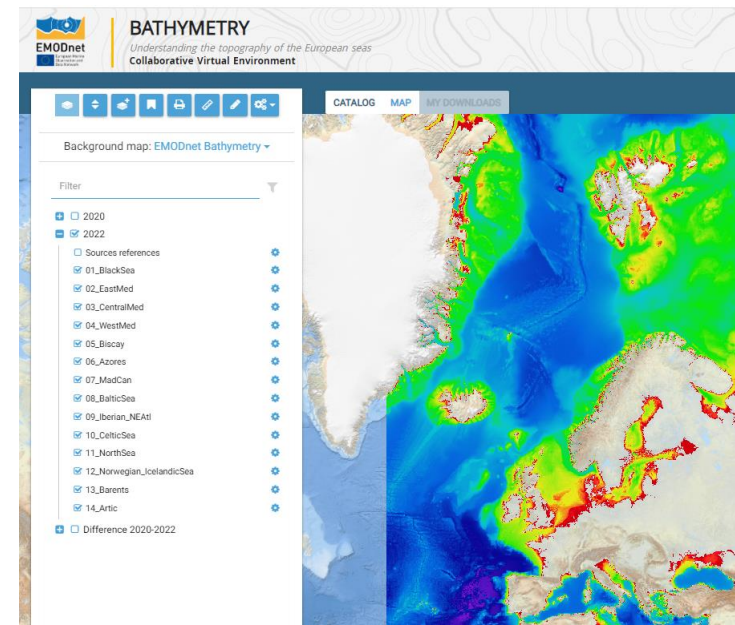 BATHYMETRY
Understanding the topography of the European seas
Collaborative Virtual Environment
EMODnet
CATALOG MAP MY DOWNLOADS
Background map: EMODnet Bathymetry
Filter
2020
2022
Sources references
01_BlackSea
02_EastMed
03_CentralMed
04_WestMed
05_Biscay
06_Azores
07_MadCan
08_BalticSea
09_Iberian_NEAtl
10_CelticSea
11_NorthSea
12_Norwegian_IcelandicSea
13_Barents
14_Artic
Difference 2020-2022